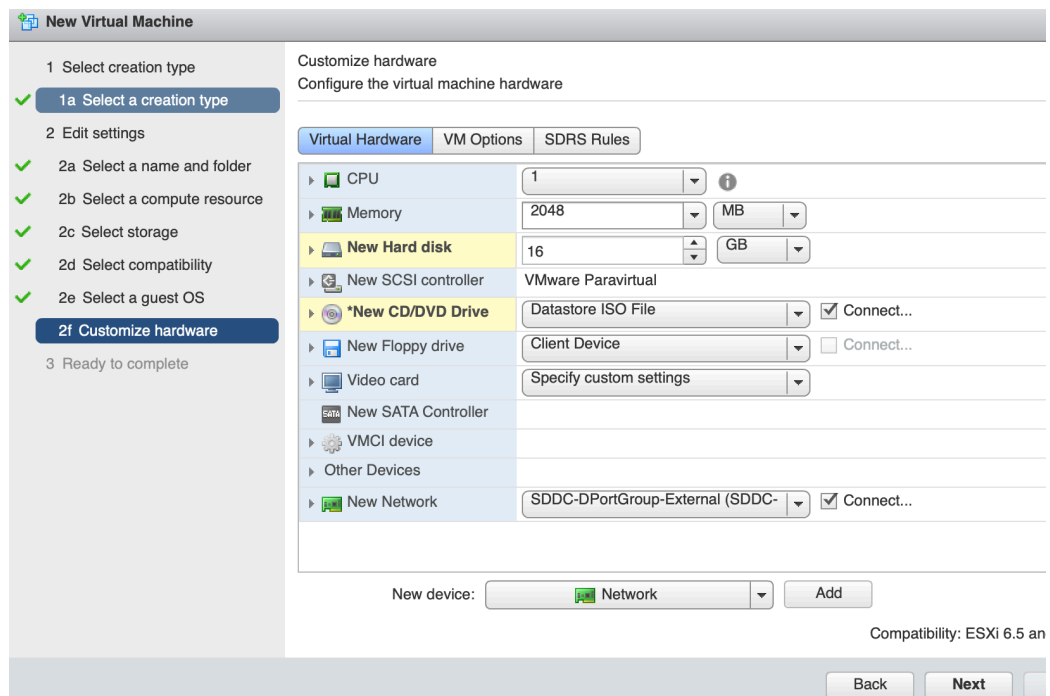 New Virtual Machine
1 Select creation type
1a Select a creation type
2 Edit settings
2a Select a name and folder
2b Select a compute resource
2c Select storage
2d Select compatibility
2e Select a guest OS
2f Customize hardware
3 Ready to complete
Customize hardware
Configure the virtual machine hardware
Virtual Hardware VM Options SDRS Rules
CPU 1
Memory 2048 MB
New Hard disk 16 GB
New SCSI controller VMware Paravirtual
*New CD/DVD Drive Datastore ISO File Connect...
New Floppy drive Client Device Connect...
Video card Specify custom settings
SATA New SATA Controller
VMCI device
Other Devices
New Network SDDC-DPortGroup-External (SDDC- Connect...
New device: Network Add
Compatibility: ESXi 6.5 an
Back Next